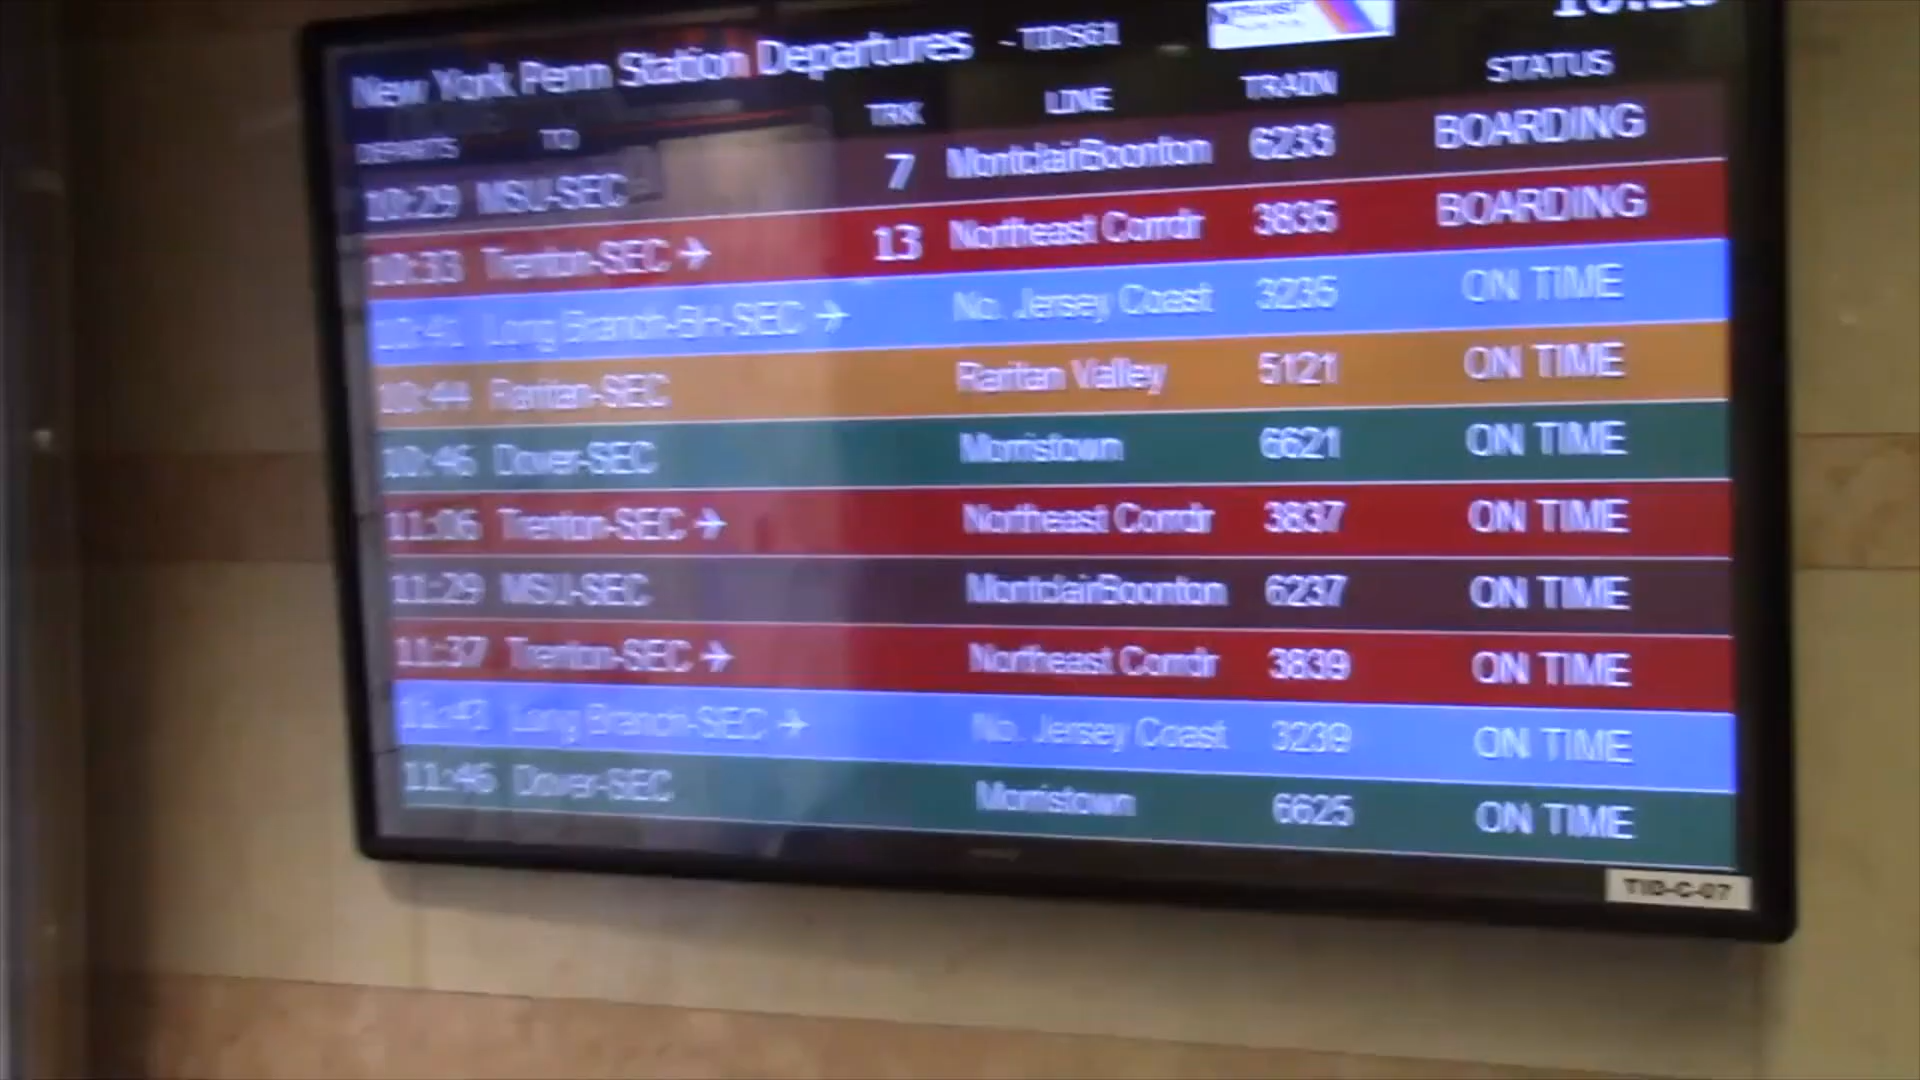 New York Penn Station Departures - TIDS61
DEPARTS TO TRK LINE TRAIN STATUS
10:29 MSU-SEC 7 MontclairBoonton 6233 BOARDING
10:33 Trenton-SEC ✈ 13 Northeast Corrdr 3835 BOARDING
10:41 Long Branch-BH-SEC ✈ No. Jersey Coast 3235 ON TIME
10:44 Raritan-SEC Raritan Valley 5121 ON TIME
10:46 Dover-SEC Morristown 6621 ON TIME
11:06 Trenton-SEC ✈ Northeast Corrdr 3837 ON TIME
11:29 MSU-SEC MontclairBoonton 6237 ON TIME
11:37 Trenton-SEC ✈ Northeast Corrdr 3839 ON TIME
Long Branch-SEC ✈ No. Jersey Coast 3239 ON TIME
11:46 Dover-SEC Morristown 6625 ON TIME
TID-C-07